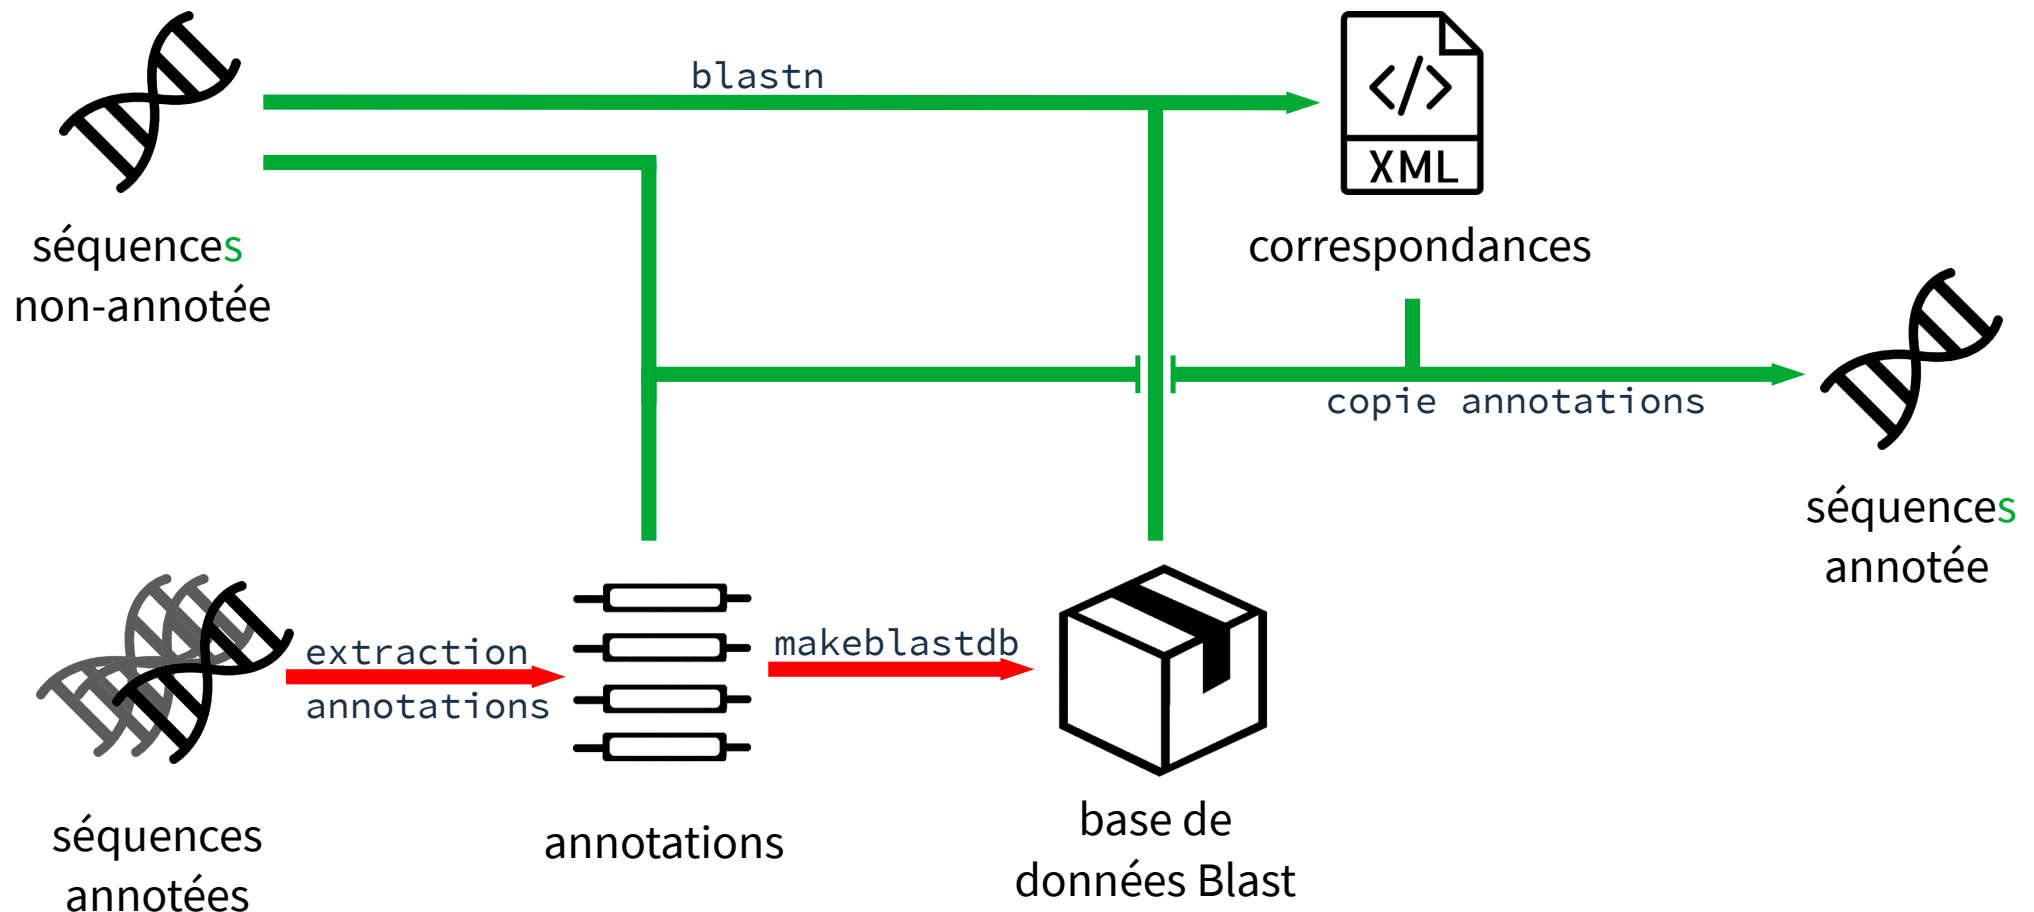 blastn
XML
séquences
non-annotée
correspondances
copie annotations
séquences
annotée
extraction
annotations
makeblastdb
séquences
annotées
annotations
base de
données Blast